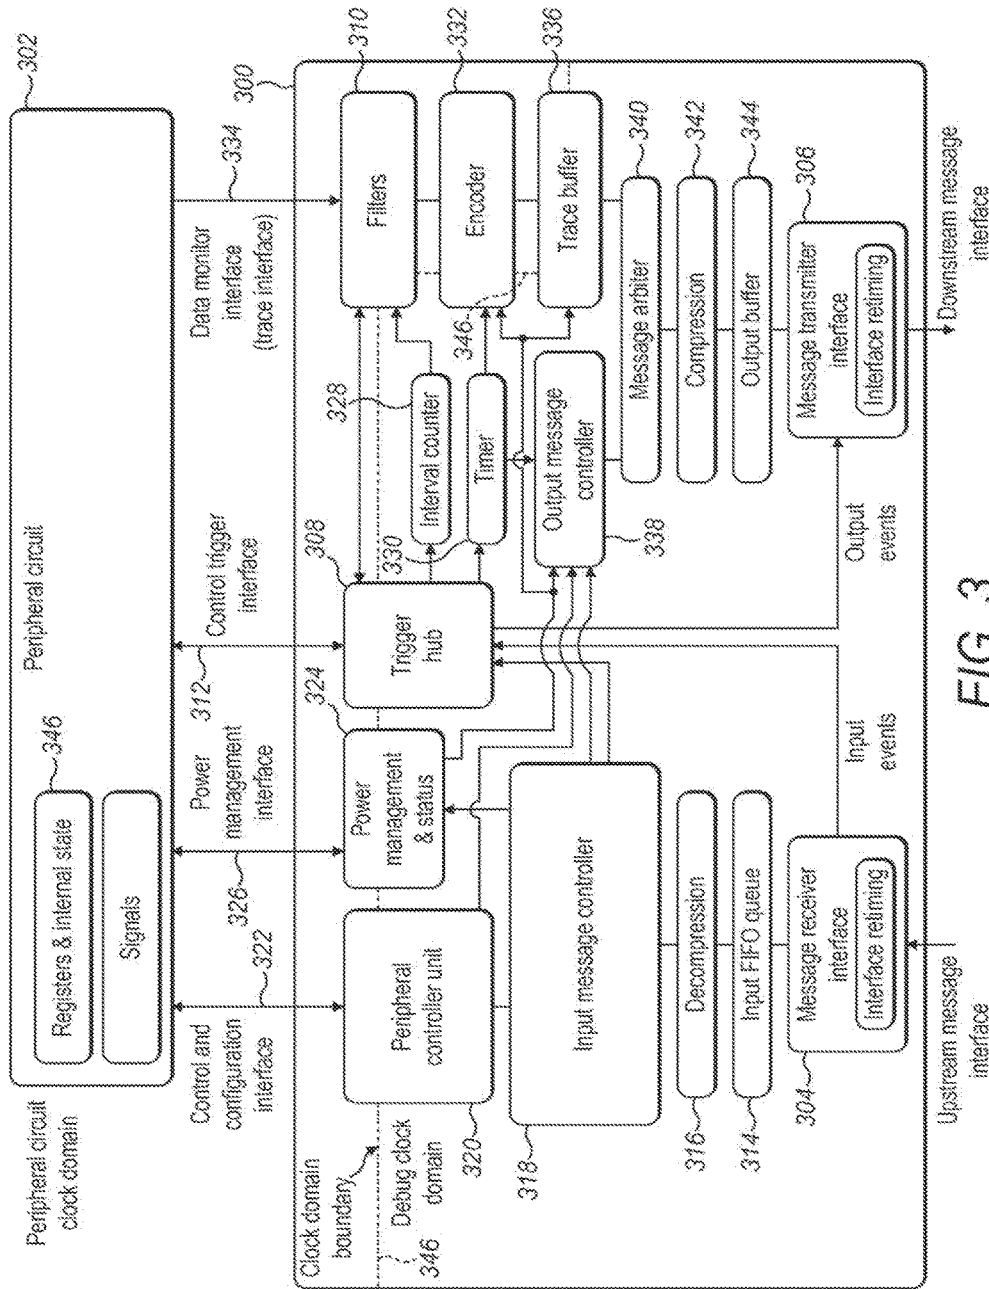 Peripheral circuit
clock domain
Peripheral circuit
302
Registers & internal state
346
Signals
Control and
configuration
interface
322
Power
management
interface
326
Control trigger
interface
312
Data monitor
interface
(trace interface)
334
300
Clock domain
boundary
Debug clock
domain
346
Peripheral
controller unit
320
Power
management
& status
324
Trigger
hub
308
Filters
310
Interval counter
328
Encoder
332
Timer
330
346
Trace buffer
336
Input message controller
318
Output message
controller
338
Message arbiter
340
Decompression
316
Compression
342
Input FIFO queue
314
Output buffer
344
Message receiver
interface
Interface retiming
304
Input
events
Output
events
Message transmitter
interface
Interface retiming
306
Upstream message
interface
Downstream message
interface
FIG. 3